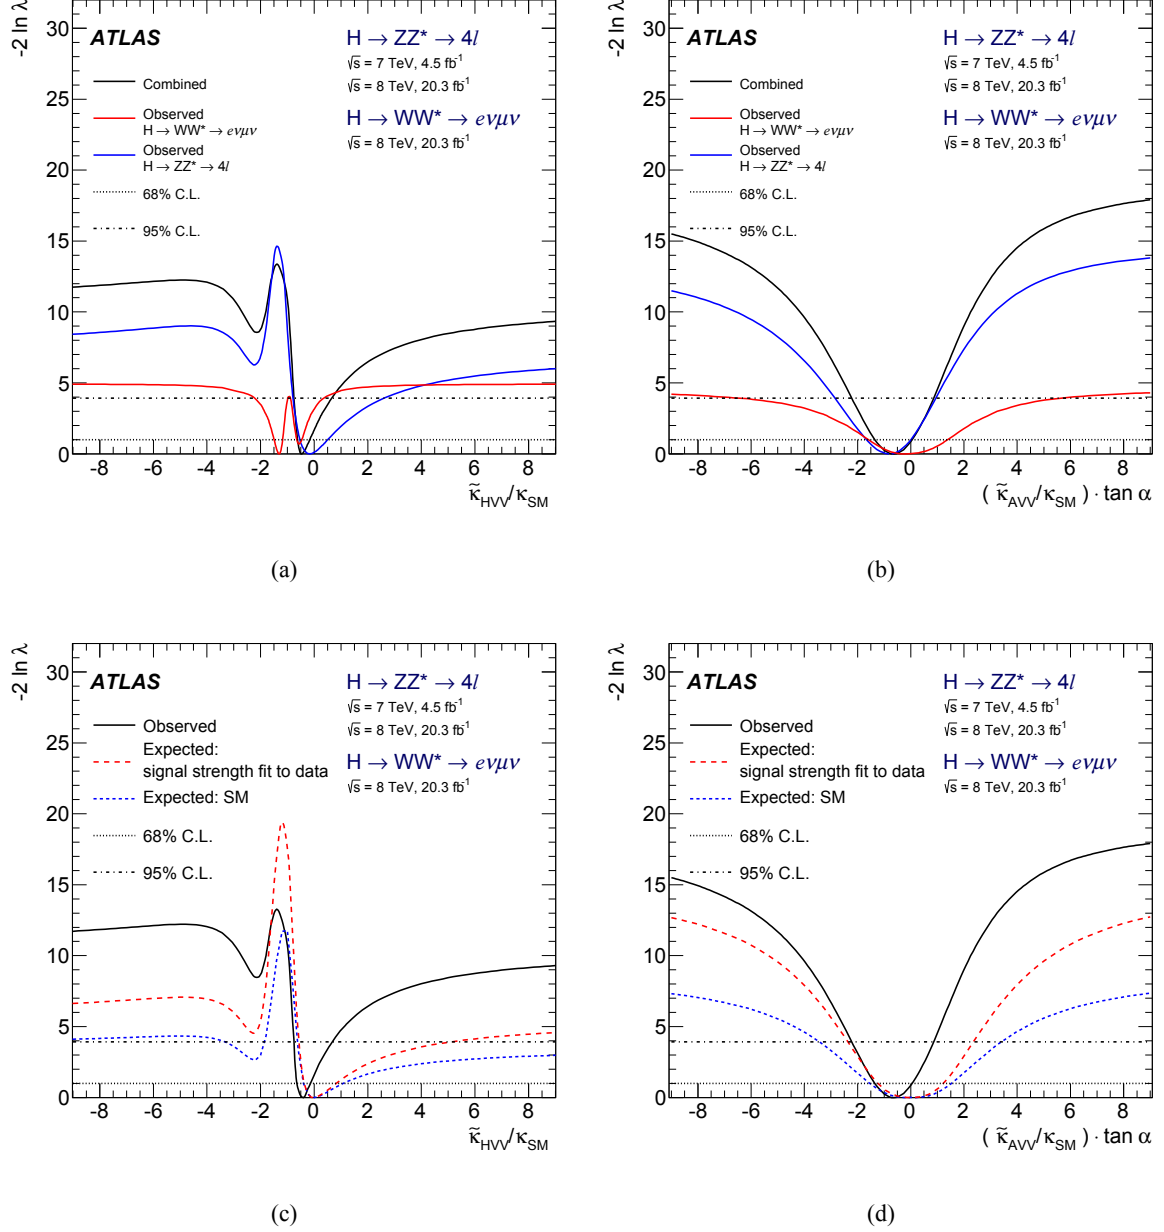 -2 ln λ
30
25
20
15
10
5
0
ATLAS
Combined
Observed
H → WW* → eνμν
Observed
H → ZZ* → 4l
68% C.L.
95% C.L.
H → ZZ* → 4l
√s = 7 TeV, 4.5 fb⁻¹
√s = 8 TeV, 20.3 fb⁻¹
H → WW* → eνμν
√s = 8 TeV, 20.3 fb⁻¹
-8 -6 -4 -2 0 2 4 6 8
κ̃HVV/κSM
(a)
-2 ln λ
30
25
20
15
10
5
0
ATLAS
Combined
Observed
H → WW* → eνμν
Observed
H → ZZ* → 4l
68% C.L.
95% C.L.
H → ZZ* → 4l
√s = 7 TeV, 4.5 fb⁻¹
√s = 8 TeV, 20.3 fb⁻¹
H → WW* → eνμν
√s = 8 TeV, 20.3 fb⁻¹
-8 -6 -4 -2 0 2 4 6 8
( κ̃AVV/κSM ) · tan α
(b)
-2 ln λ
30
25
20
15
10
5
0
ATLAS
Observed
Expected:
signal strength fit to data
Expected: SM
68% C.L.
95% C.L.
H → ZZ* → 4l
√s = 7 TeV, 4.5 fb⁻¹
√s = 8 TeV, 20.3 fb⁻¹
H → WW* → eνμν
√s = 8 TeV, 20.3 fb⁻¹
-8 -6 -4 -2 0 2 4 6 8
κ̃HVV/κSM
(c)
-2 ln λ
30
25
20
15
10
5
0
ATLAS
Observed
Expected:
signal strength fit to data
Expected: SM
68% C.L.
95% C.L.
H → ZZ* → 4l
√s = 7 TeV, 4.5 fb⁻¹
√s = 8 TeV, 20.3 fb⁻¹
H → WW* → eνμν
√s = 8 TeV, 20.3 fb⁻¹
-8 -6 -4 -2 0 2 4 6 8
( κ̃AVV/κSM ) · tan α
(d)